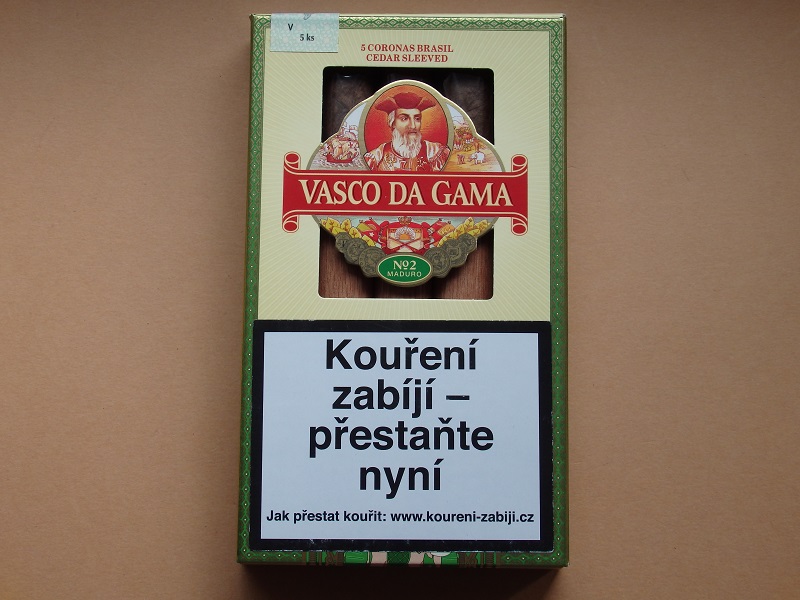 V
5 ks
5 CORONAS BRASIL
CEDAR SLEEVED
VASCO DA GAMA
Nº2
MADURO
Kouření
zabíjí –
přestaňte
nyní
Jak přestat kouřit: www.koureni-zabiji.cz